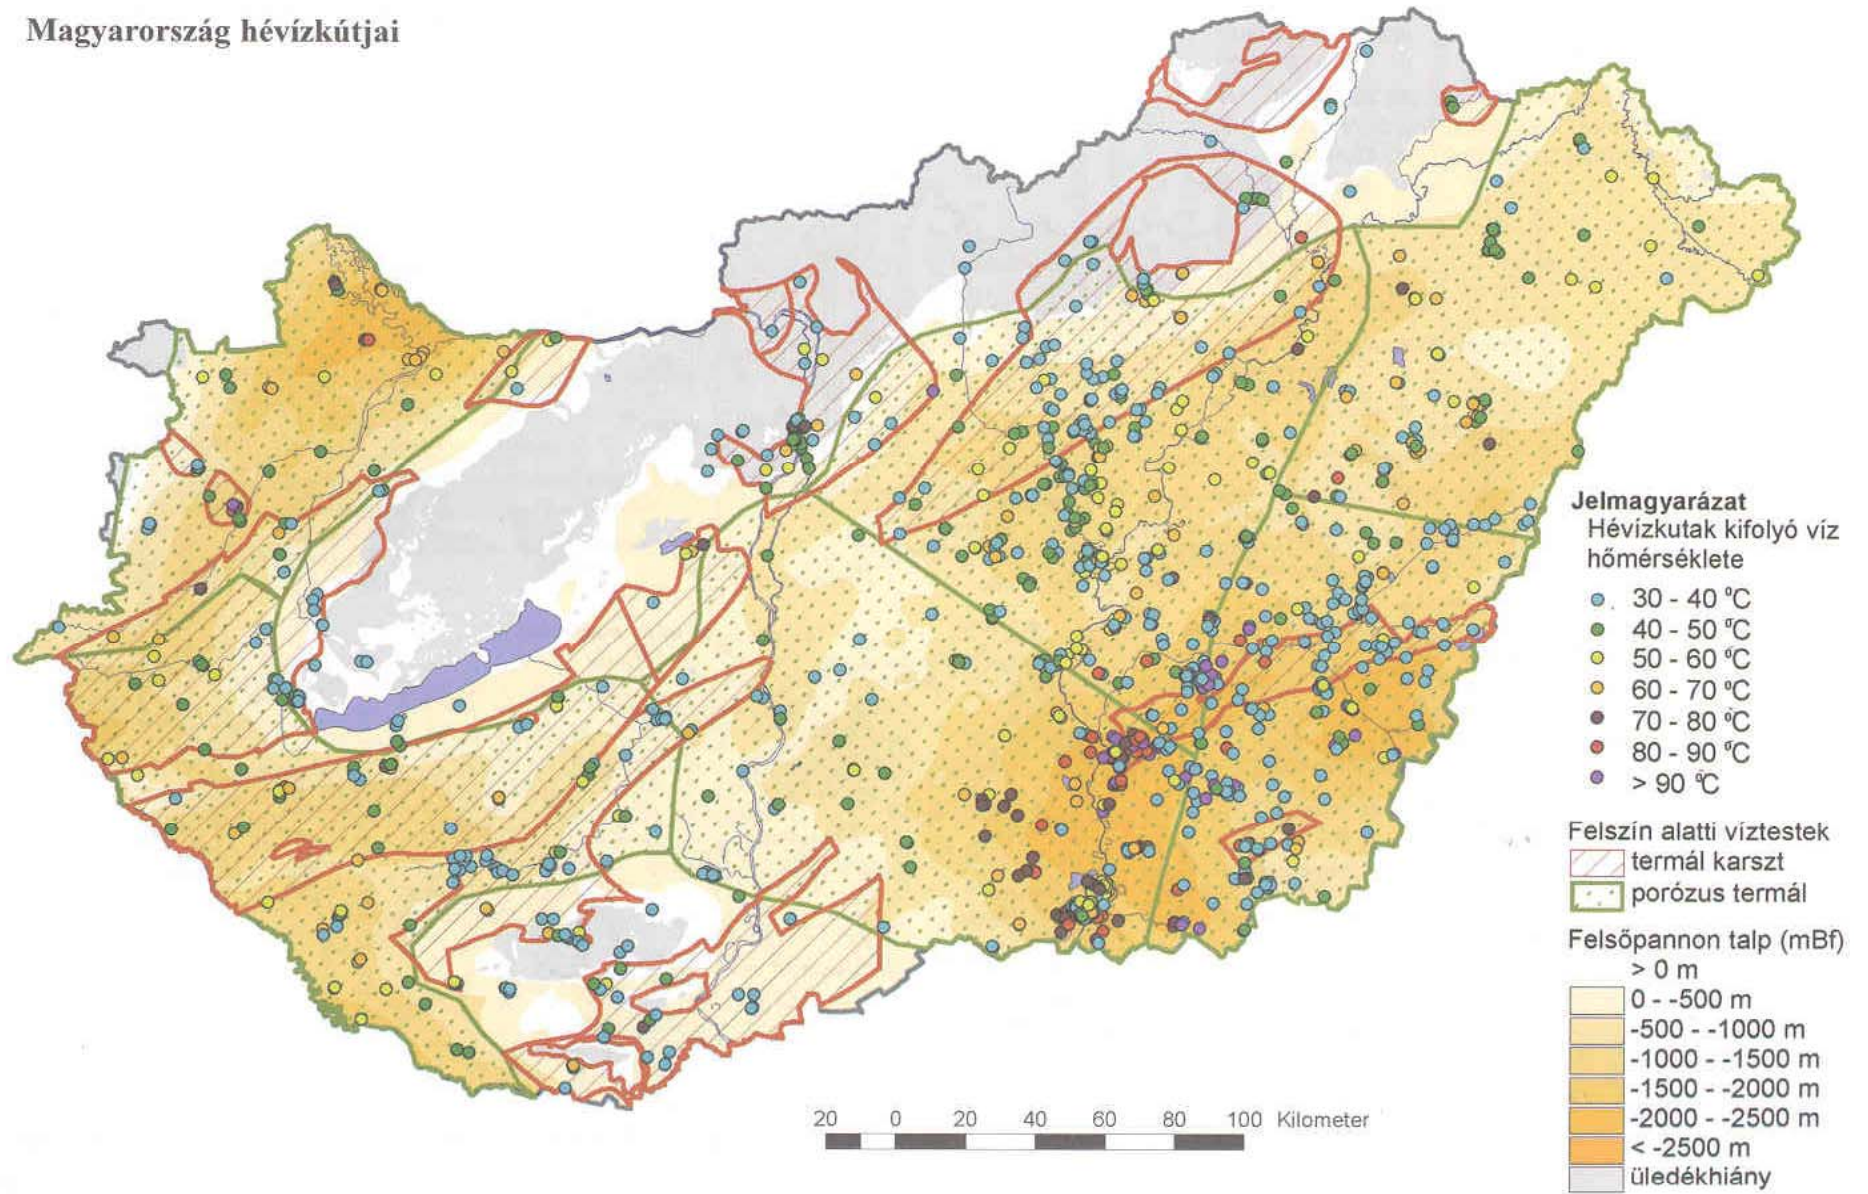 Magyarország hévízkútjai
Jelmagyarázat
Hévízkutak kifolyó víz
hőmérséklete
30 - 40 °C
40 - 50 °C
50 - 60 °C
60 - 70 °C
70 - 80 °C
80 - 90 °C
> 90 °C
Felszín alatti víztestek
termál karszt
porózus termál
Felsőpannon talp (mBf)
> 0 m
0 - -500 m
-500 - -1000 m
-1000 - -1500 m
-1500 - -2000 m
-2000 - -2500 m
< -2500 m
üledékhiány
20 0 20 40 60 80 100 Kilometer